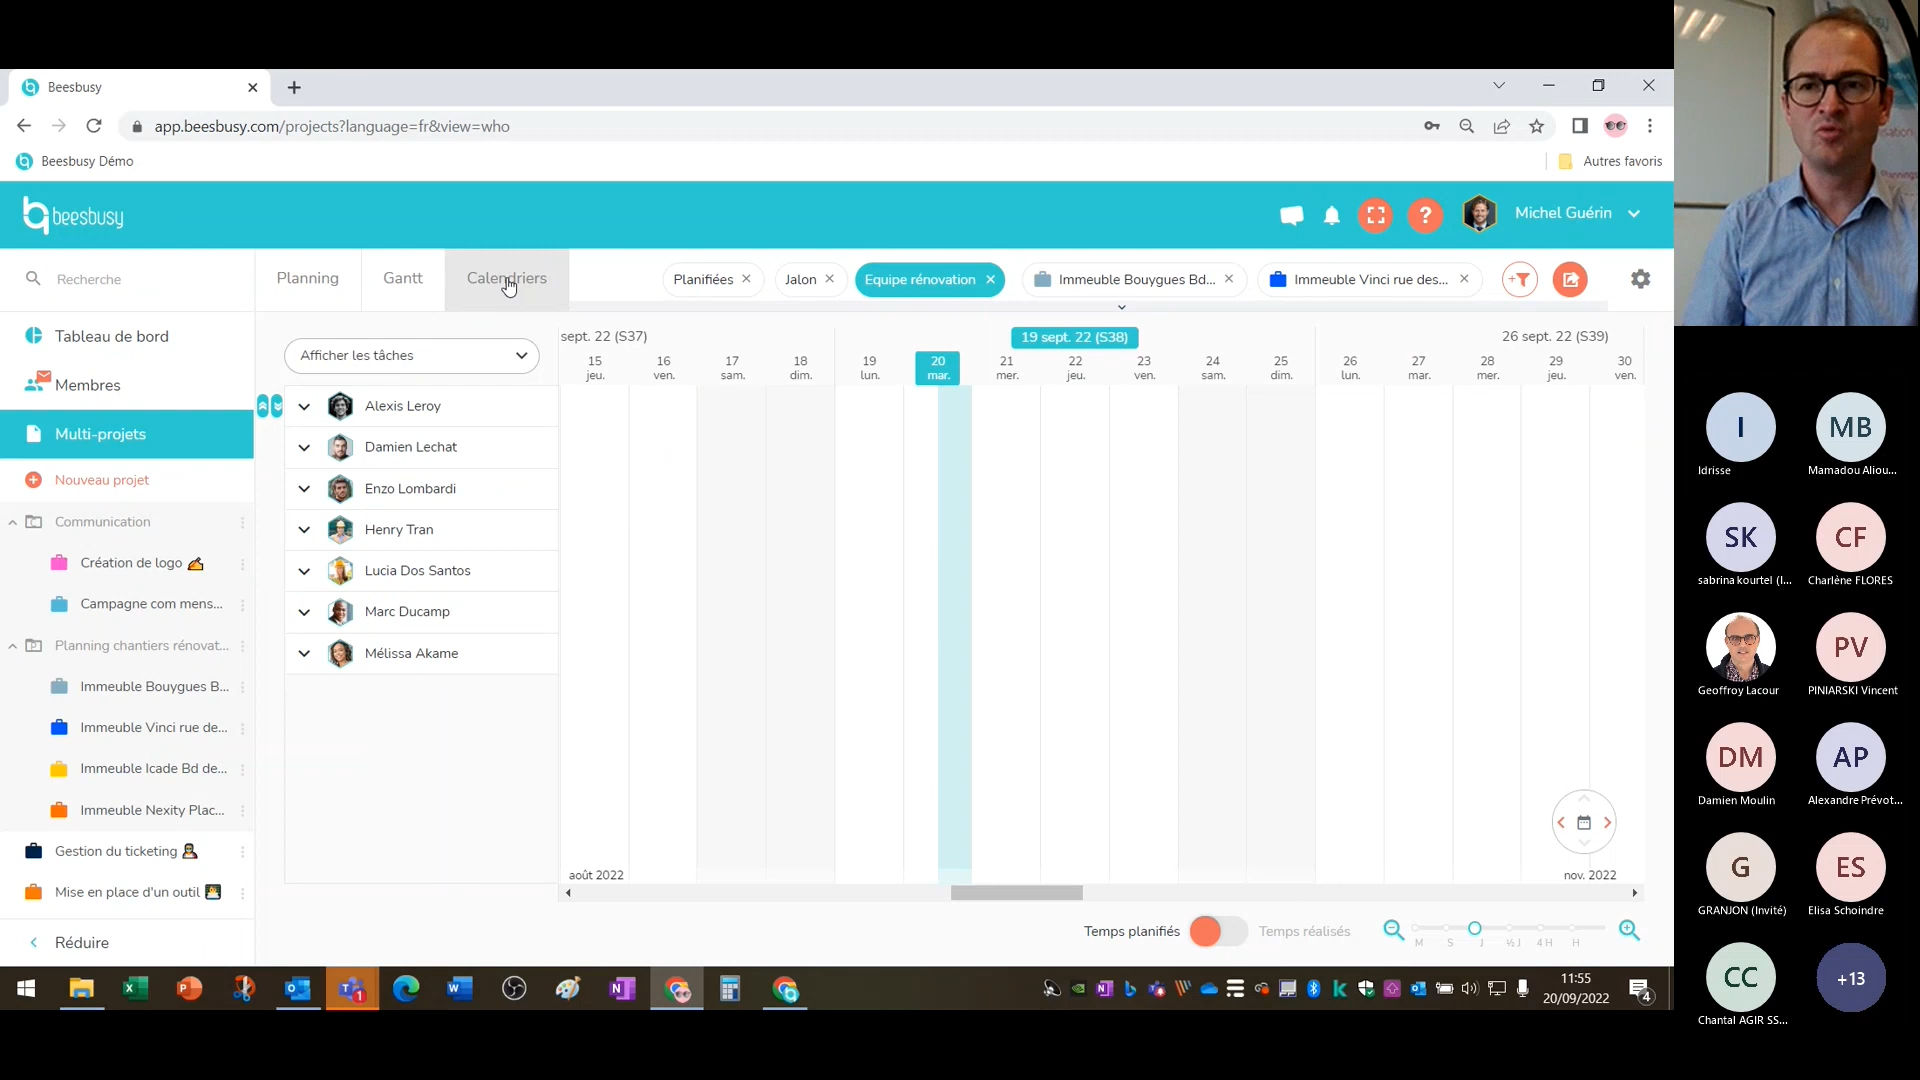 Beesbusy
app.beesbusy.com/projects?language=fr&view=who
Beesbusy Démo
Autres favoris
beesbusy
?
Michel Guérin
Recherche
Planning
Gantt
Calendriers
Planifiées
Jalon
Equipe rénovation
Immeuble Bouygues Bd...
Immeuble Vinci rue des...
Tableau de bord
Membres
Multi-projets
Nouveau projet
Communication
Création de logo
Campagne com mens...
Planning chantiers rénovat...
Immeuble Bouygues B...
Immeuble Vinci rue de...
Immeuble Icade Bd de...
Immeuble Nexity Plac...
Gestion du ticketing
Mise en place d'un outil
Réduire
Afficher les tâches
Alexis Leroy
Damien Lechat
Enzo Lombardi
Henry Tran
Lucia Dos Santos
Marc Ducamp
Mélissa Akame
sept. 22 (S37)
19 sept. 22 (S38)
26 sept. 22 (S39)
15 16 17 18 19 20 21 22 23 24 25 26 27 28 29 30
jeu. ven. sam. dim. lun. mar. mer. jeu. ven. sam. dim. lun. mar. mer. jeu. ven.
août 2022
nov. 2022
Temps planifiés
Temps réalisés
M S J ½ J 4 H H
11:55
20/09/2022
4
1
I
Idrisse
MB
Mamadou Aliou...
SK
sabrina kourtel (I...
CF
Charlène FLORES
Geoffroy Lacour
PV
PINIARSKI Vincent
DM
Damien Moulin
AP
Alexandre Prévot...
G
GRANJON (Invité)
ES
Elisa Schoindre
CC
Chantal AGIR SS...
+13